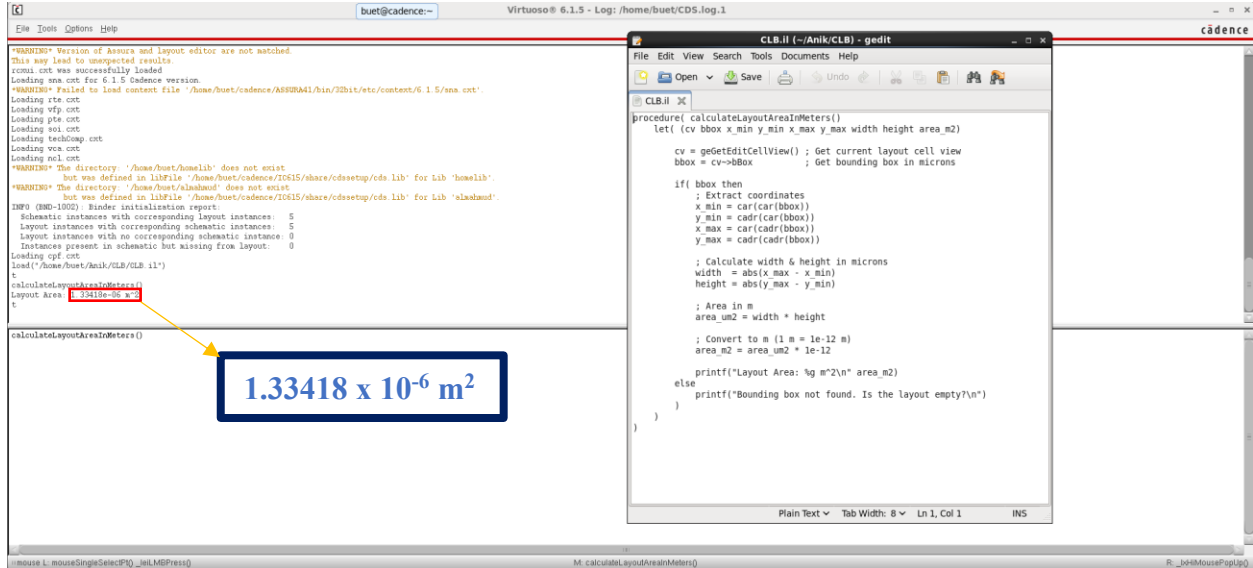 buet@cadence:~
Virtuoso® 6.1.5 - Log: /home/buet/CDS.log.1
File Tools Options Help
cādence
*WARNING* Version of Assura and layout editor are not matched.
This may lead to unexpected results.
rcxui.cxt was successfully loaded
Loading sna.cxt for 6.1.5 Cadence version.
*WARNING* Failed to load context file '/home/buet/cadence/ASSURA41/bin/32bit/etc/context/6.1.5/sna.cxt'.
Loading rte.cxt
Loading vfp.cxt
Loading pte.cxt
Loading soi.cxt
Loading techComp.cxt
Loading vca.cxt
Loading ncl.cxt
*WARNING* The directory: '/home/buet/homelib' does not exist
but was defined in libFile '/home/buet/cadence/IC615/share/cdssetup/cds.lib' for Lib 'homelib'.
*WARNING* The directory: '/home/buet/almahmud' does not exist
but was defined in libFile '/home/buet/cadence/IC615/share/cdssetup/cds.lib' for Lib 'almahmud'.
INFO (BND-1002): Binder initialization report:
Schematic instances with corresponding layout instances: 5
Layout instances with corresponding schematic instances: 5
Layout instances with no corresponding schematic instance: 0
Instances present in schematic but missing from layout: 0
Loading cpf.cxt
load("/home/buet/Anik/CLB/CLB.il")
t
calculateLayoutAreaInMeters()
Layout Area: 1.33418e-06 m^2
t
calculateLayoutAreaInMeters()
1.33418 x 10⁻⁶ m²
CLB.il (~/Anik/CLB) - gedit
File Edit View Search Tools Documents Help
Open Save Undo
CLB.il
procedure( calculateLayoutAreaInMeters()
let( (cv bbox x_min y_min x_max y_max width height area_m2)
cv = geGetEditCellView() ; Get current layout cell view
bbox = cv~>bBox ; Get bounding box in microns
if( bbox then
; Extract coordinates
x_min = car(car(bbox))
y_min = cadr(car(bbox))
x_max = car(cadr(bbox))
y_max = cadr(cadr(bbox))
; Calculate width & height in microns
width = abs(x_max - x_min)
height = abs(y_max - y_min)
; Area in m
area_um2 = width * height
; Convert to m (1 m = 1e-12 m)
area_m2 = area_um2 * 1e-12
printf("Layout Area: %g m^2\n" area_m2)
else
printf("Bounding box not found. Is the layout empty?\n")
)
)
)
Plain Text Tab Width: 8 Ln 1, Col 1 INS
mouse L: mouseSingleSelectPt() _leiLMBPress()
M: calculateLayoutAreaInMeters()
R: _lxHiMousePopUp()